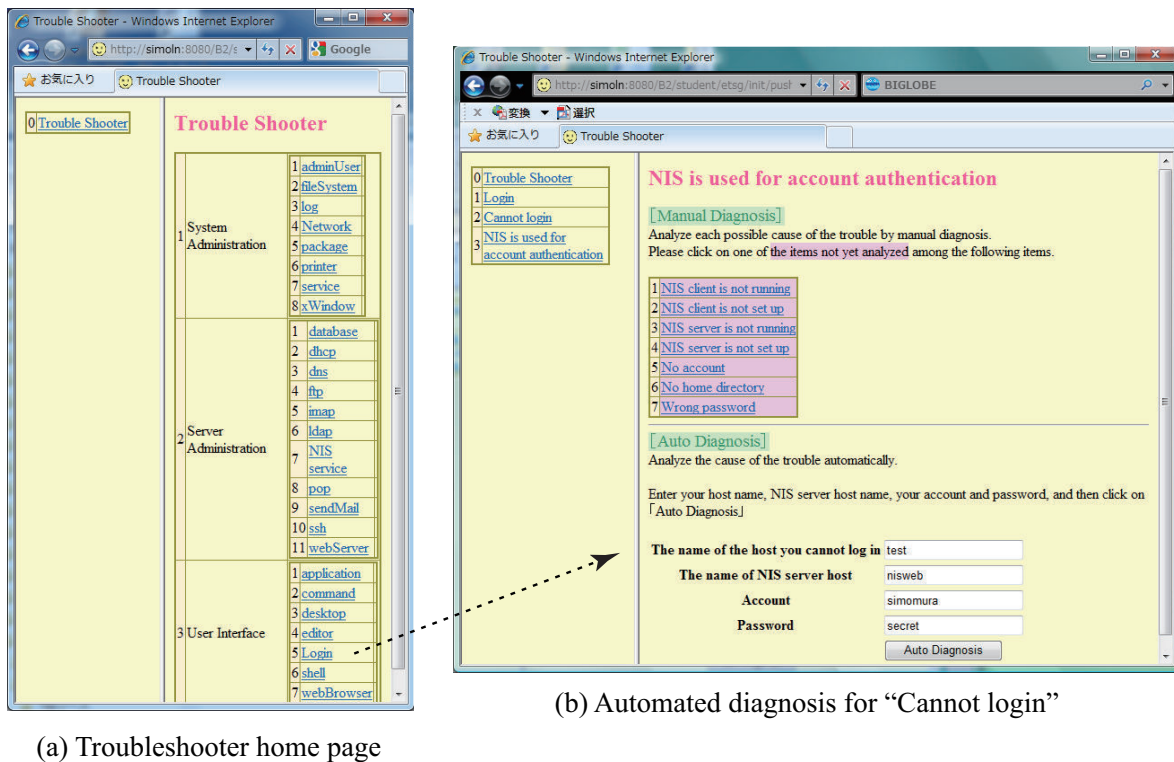 Trouble Shooter - Windows Internet Explorer
http://simoln:8080/B2/s
Google
お気に入り
Trouble Shooter
0 Trouble Shooter
Trouble Shooter
1 System Administration
1 adminUser
2 fileSystem
3 log
4 Network
5 package
6 printer
7 service
8 xWindow
2 Server Administration
1 database
2 dhcp
3 dns
4 ftp
5 imap
6 ldap
7 NIS service
8 pop
9 sendMail
10 ssh
11 webServer
3 User Interface
1 application
2 command
3 desktop
4 editor
5 Login
6 shell
7 webBrowser
(a) Troubleshooter home page
Trouble Shooter - Windows Internet Explorer
http://simoln:8080/B2/student/etsg/init/push
BIGLOBE
x 変換 選択
お気に入り
Trouble Shooter
0 Trouble Shooter
1 Login
2 Cannot login
3 NIS is used for
account authentication
NIS is used for account authentication
[Manual Diagnosis]
Analyze each possible cause of the trouble by manual diagnosis.
Please click on one of the items not yet analyzed among the following items.
1 NIS client is not running
2 NIS client is not set up
3 NIS server is not running
4 NIS server is not set up
5 No account
6 No home directory
7 Wrong password
[Auto Diagnosis]
Analyze the cause of the trouble automatically.
Enter your host name, NIS server host name, your account and password, and then click on
「Auto Diagnosis」
The name of the host you cannot log in test
The name of NIS server host nisweb
Account simomura
Password secret
Auto Diagnosis
(b) Automated diagnosis for “Cannot login”